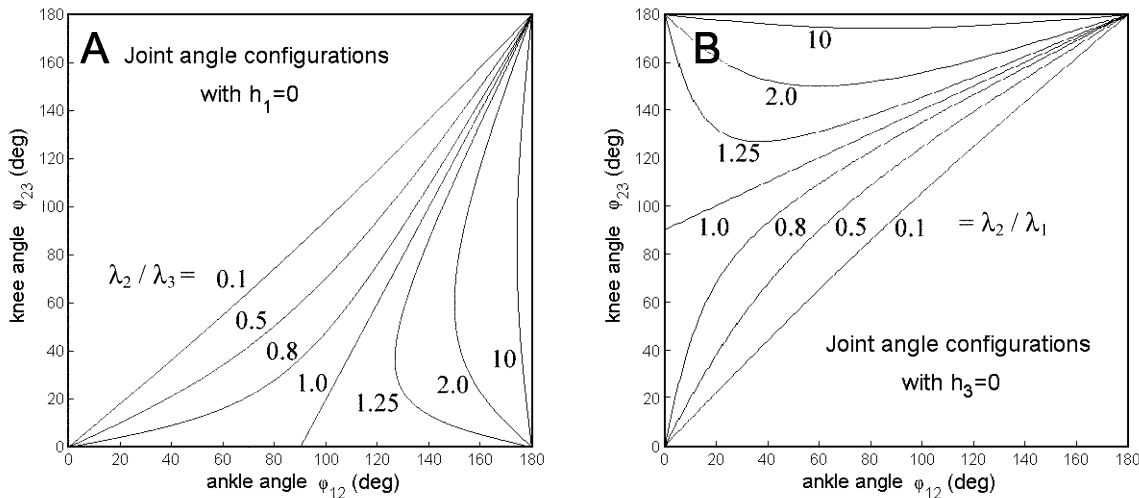 A
Joint angle configurations
with h₁=0
180
160
140
120
100
80
60
40
20
0
knee angle φ₂₃ (deg)
λ₂ / λ₃ = 0.1
0.5
0.8
1.0
1.25
2.0
10
0 20 40 60 80 100 120 140 160 180
ankle angle φ₁₂ (deg)
B
10
2.0
1.25
1.0 0.8 0.5 0.1 = λ₂ / λ₁
Joint angle configurations
with h₃=0
180
160
140
120
100
80
60
40
20
0
knee angle φ₂₃ (deg)
0 20 40 60 80 100 120 140 160 180
ankle angle φ₁₂ (deg)